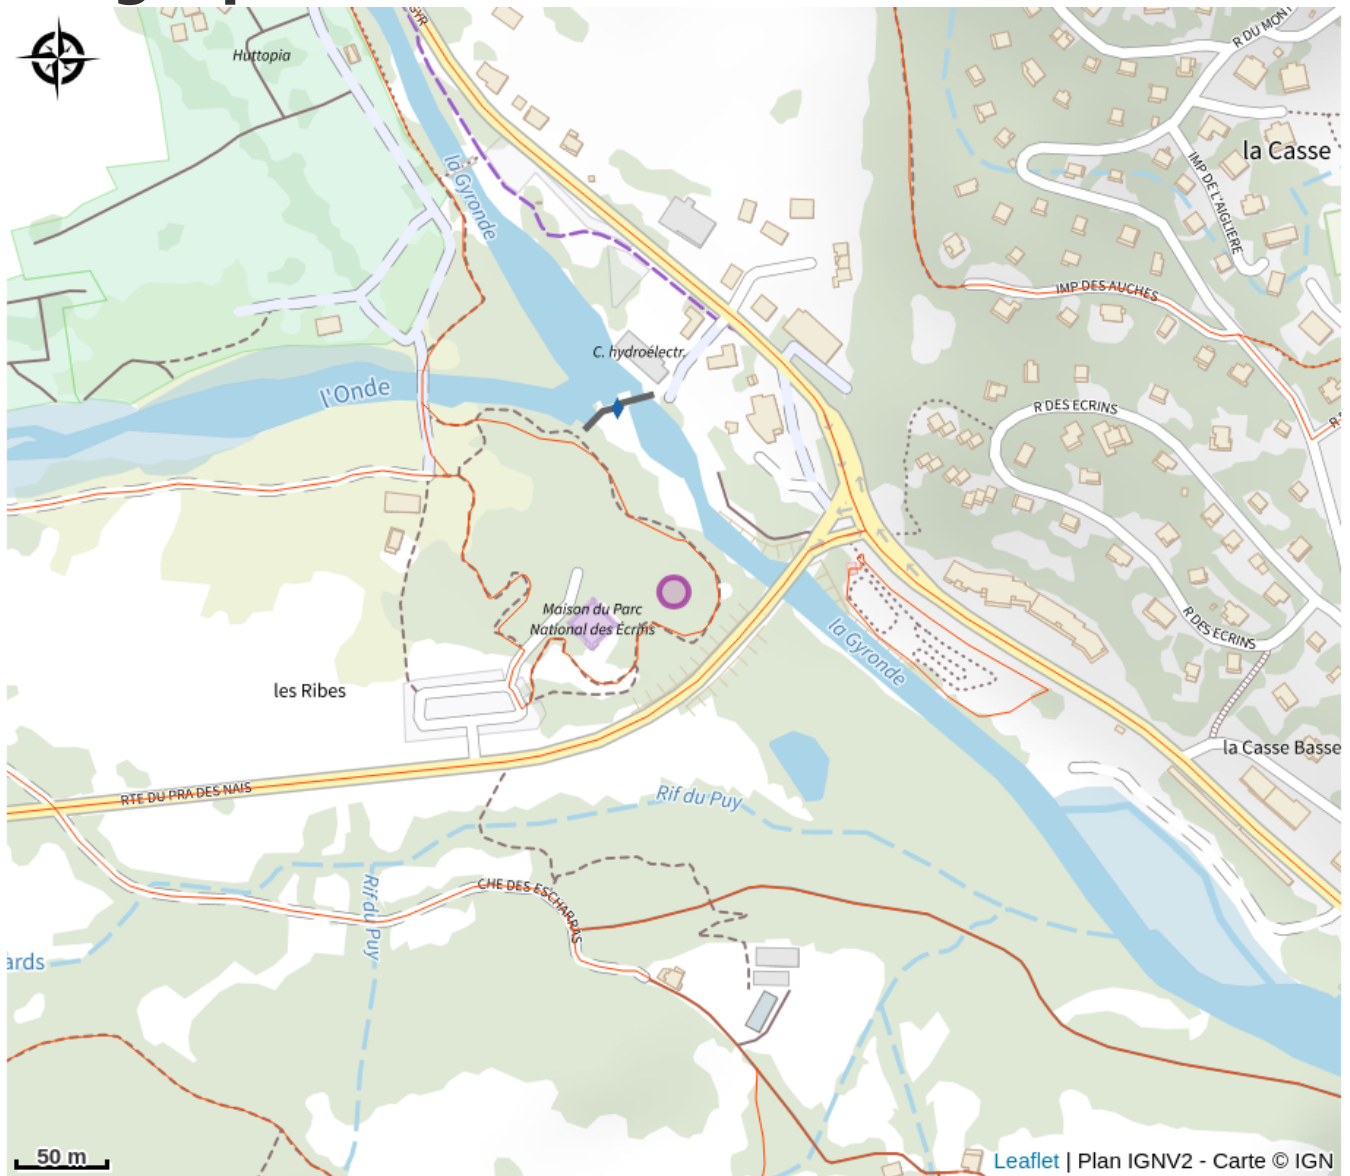 Huttopia
R DU MONT
la Casse
IMP DE L'AIGLIERE
la Gyronde
IMP DES AUCHES
C. hydroélectr.
l'Onde
R DES ECRINS
Maison du Parc
National des Écrins
la Gyronde
R DES ECRINS
les Ribes
la Casse Basse
RTE DU PRA DES NAIS
Rif du Puy
CHE DES ESCHARRAS
Rif du Puy
ards
50 m
Leaflet | Plan IGNV2 - Carte © IGN